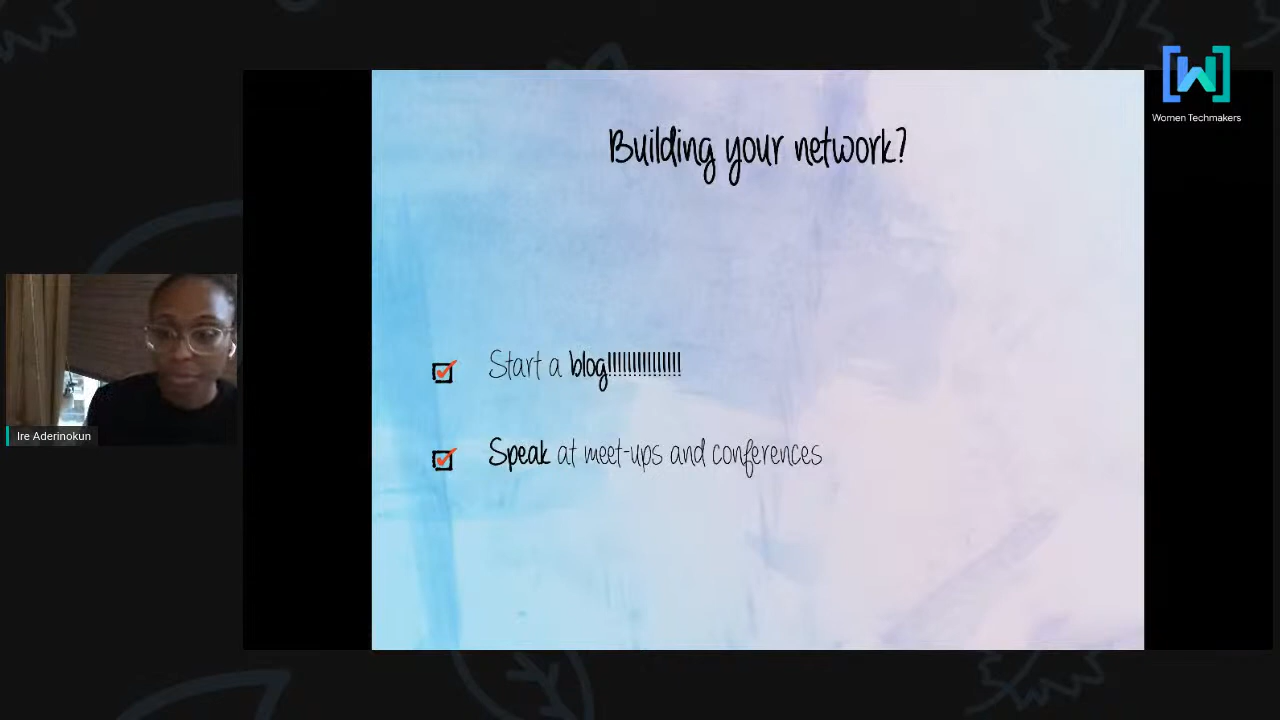 Women Techmakers
Building your network?
Start a blog!!!!!!!!!!!!!!!
Speak at meet-ups and conferences
Ire Aderinokun